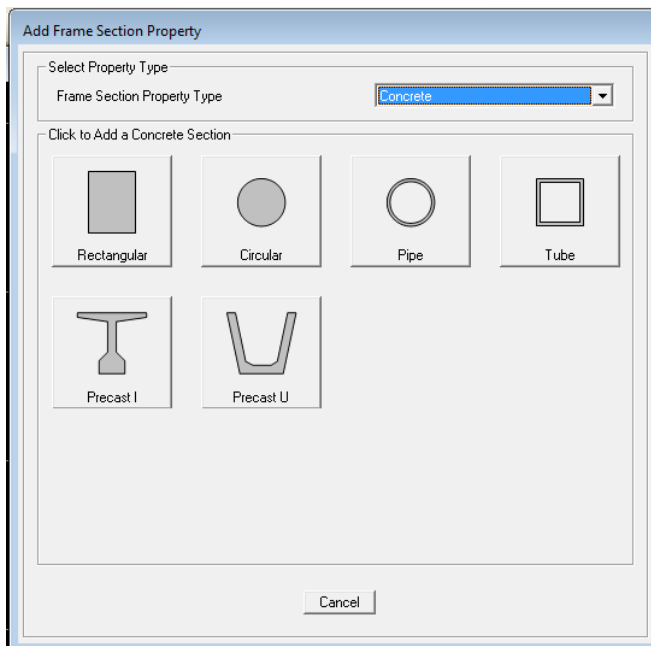 Add Frame Section Property
Select Property Type
Frame Section Property Type Concrete
Click to Add a Concrete Section
Rectangular Circular Pipe Tube
Precast I Precast U
Cancel